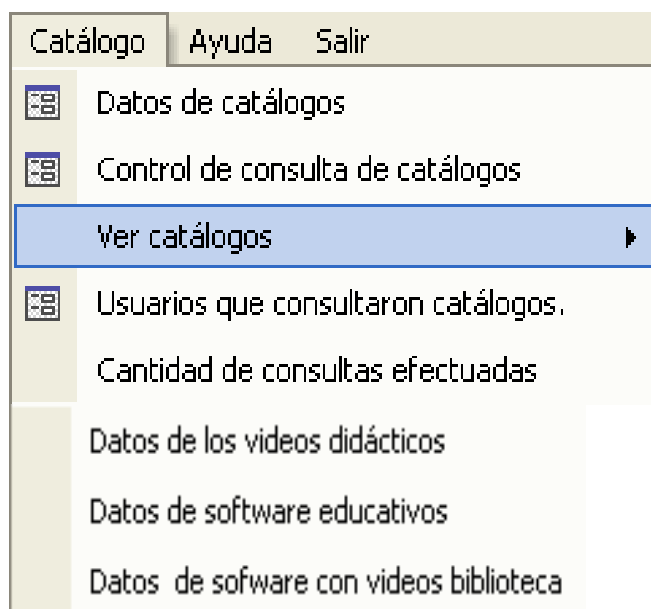 Catálogo Ayuda Salir
Datos de catálogos
Control de consulta de catálogos
Ver catálogos
Usuarios que consultaron catálogos.
Cantidad de consultas efectuadas
Datos de los videos didácticos
Datos de software educativos
Datos de sofware con videos biblioteca